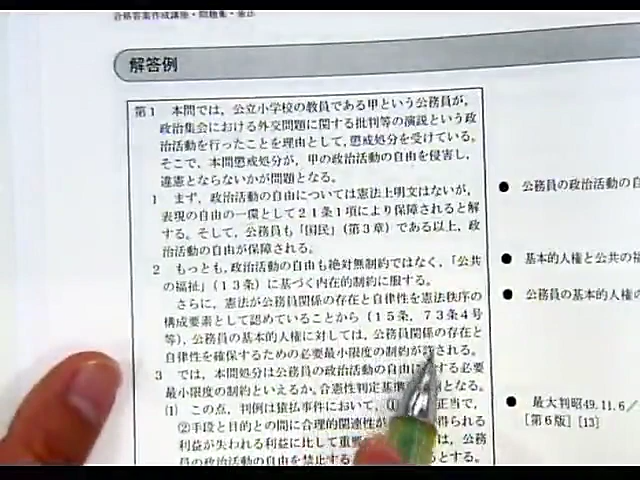 合格答案作成講座・問題集・憲法
解答例
第1 本問では，公立小学校の教員である甲という公務員が，
政治集会における外交問題に関する批判等の演説という政
治活動を行ったことを理由として，懲戒処分を受けている。
そこで，本問懲戒処分が，甲の政治活動の自由を侵害し，
違憲とならないかが問題となる。
1 まず，政治活動の自由については憲法上明文はないが，
表現の自由の一環として21条1項により保障されると解
する。そして，公務員も「国民」（第3章）である以上，政
治活動の自由が保障される。
2 もっとも，政治活動の自由も絶対無制約ではなく，「公共
の福祉」（13条）に基づく内在的制約に服する。
さらに，憲法が公務員関係の存在と自律性を憲法秩序の
構成要素として認めていることから（15条，73条4号
等），公務員の基本的人権に対しては，公務員関係の存在と
自律性を確保するための必要最小限度の制約が許される。
3 では，本問処分は公務員の政治活動の自由に する必要
最小限度の制約といえるか。合憲性判定基準 となる。
(1) この点，判例は猿払事件において，① 正当で，
②手段と目的との間に合理的関連性が 得られる
利益が失われる利益に比して重要 は，公務
員の政治的自由を禁止する とする。
● 公務員の政治活動の自
● 基本的人権と公共の福
● 公務員の基本的人権の
● 最大判昭49.11.6／
［第6版］［13］